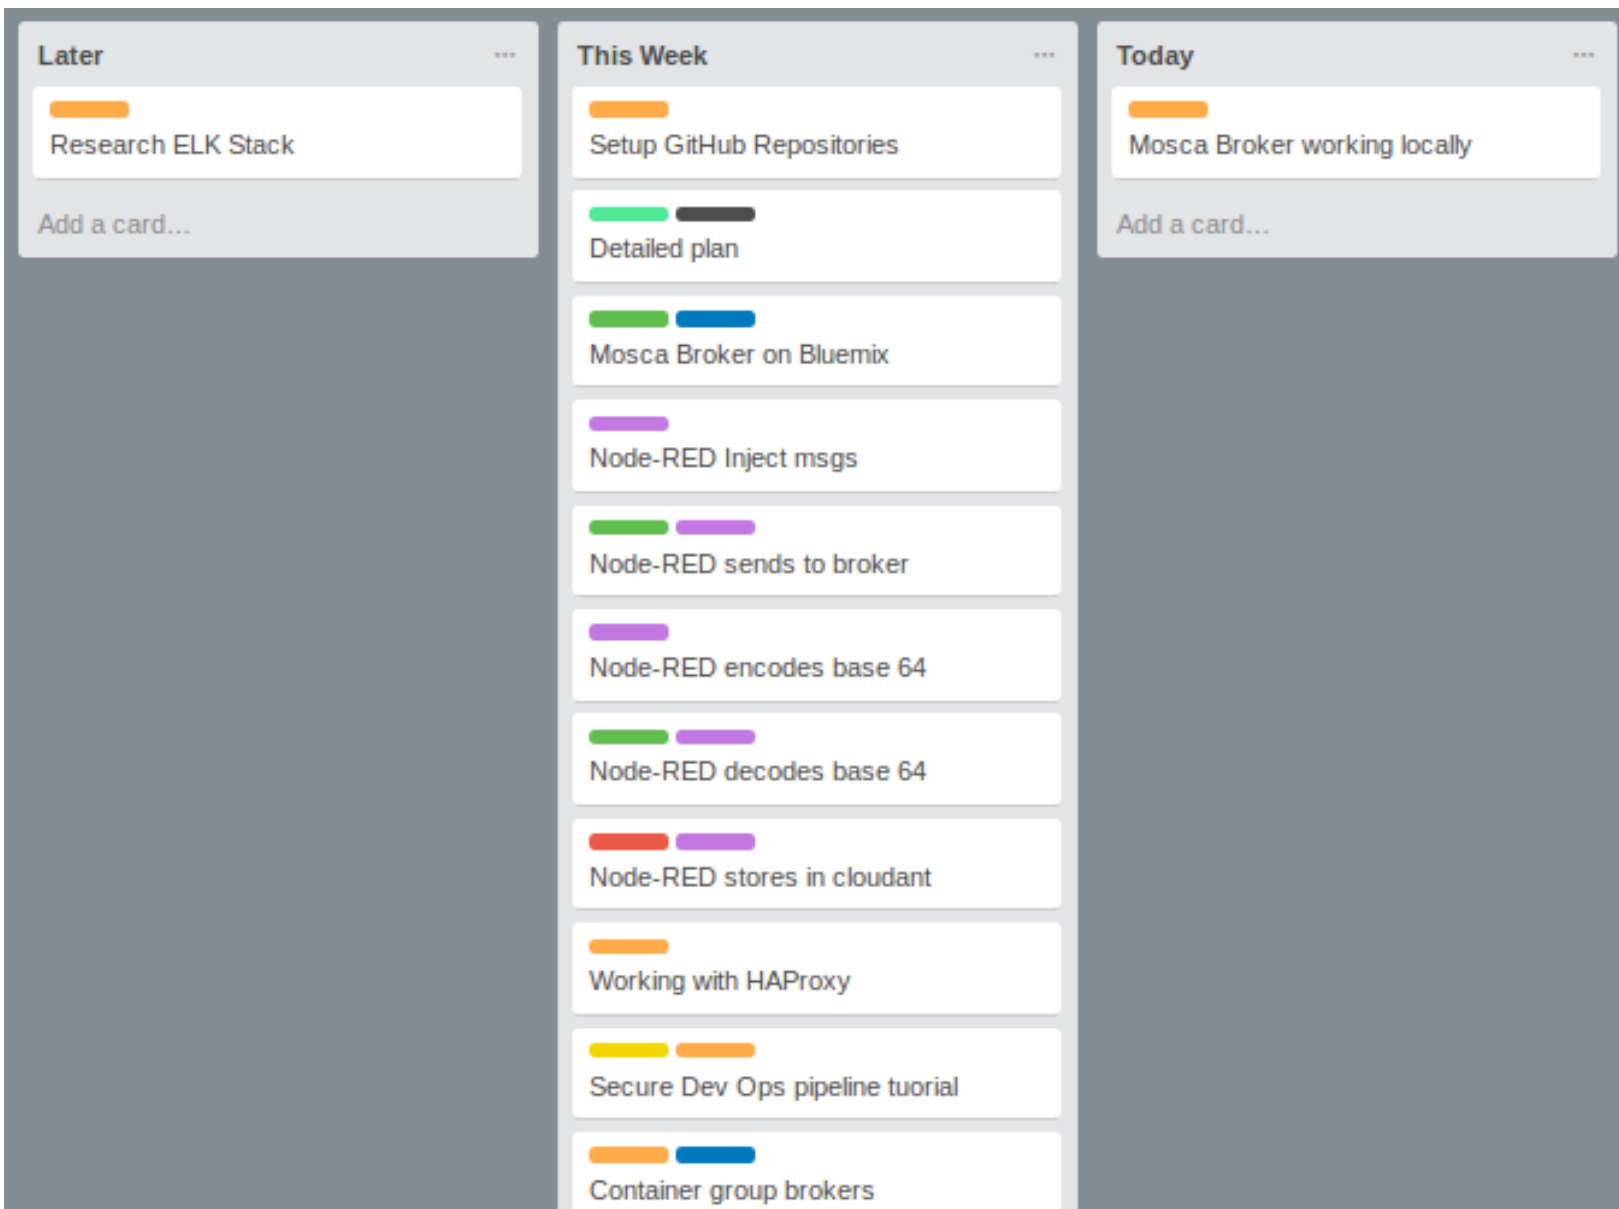 Later ...
Research ELK Stack
Add a card...
This Week ...
Setup GitHub Repositories
Detailed plan
Mosca Broker on Bluemix
Node-RED Inject msgs
Node-RED sends to broker
Node-RED encodes base 64
Node-RED decodes base 64
Node-RED stores in cloudant
Working with HAProxy
Secure Dev Ops pipeline tuorial
Container group brokers
Today ...
Mosca Broker working locally
Add a card...